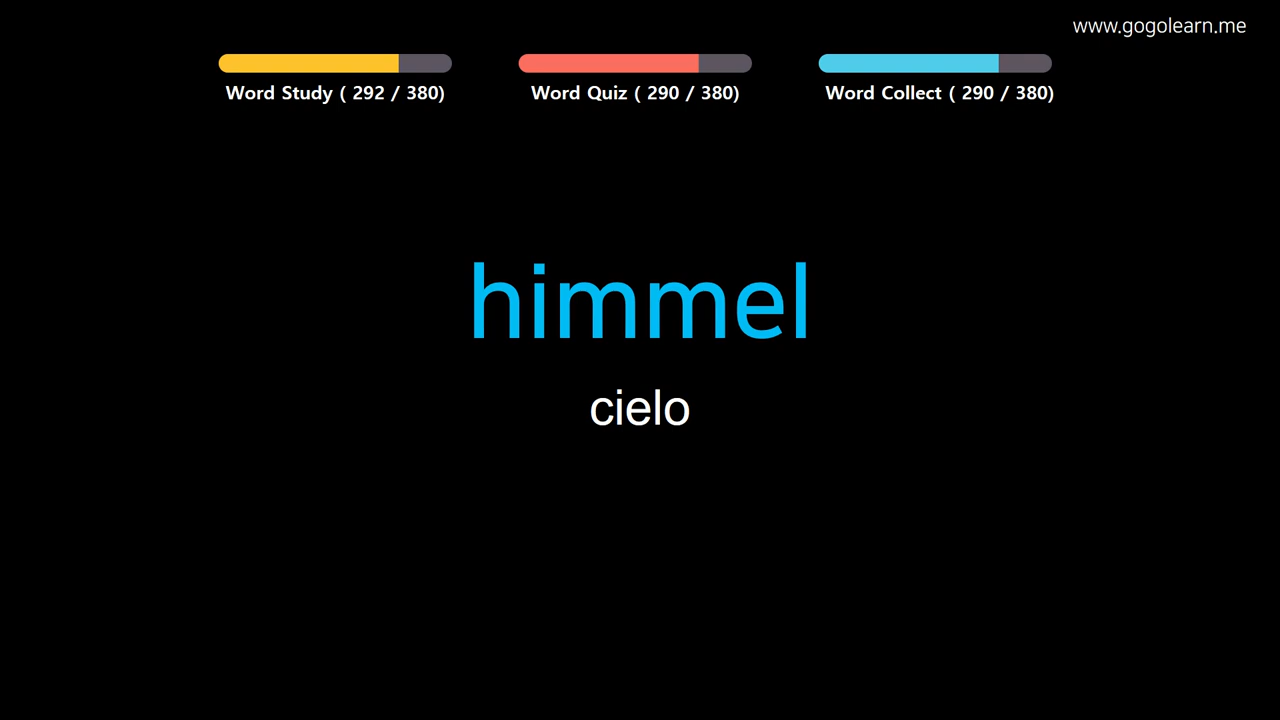 www.gogolearn.me
Word Study ( 292 / 380)
Word Quiz ( 290 / 380)
Word Collect ( 290 / 380)
himmel
cielo